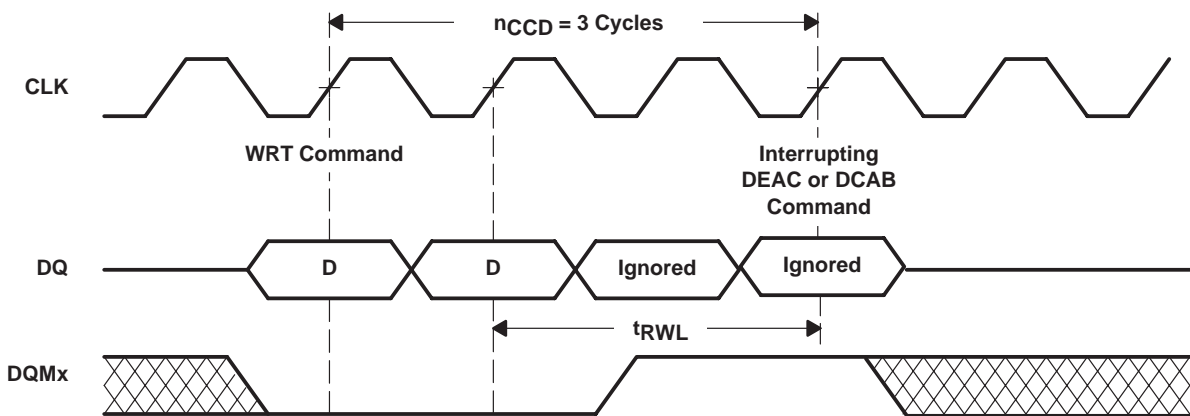 nCCD = 3 Cycles
CLK
WRT Command
Interrupting
DEAC or DCAB
Command
DQ
D
D
Ignored
Ignored
tRWL
DQMx